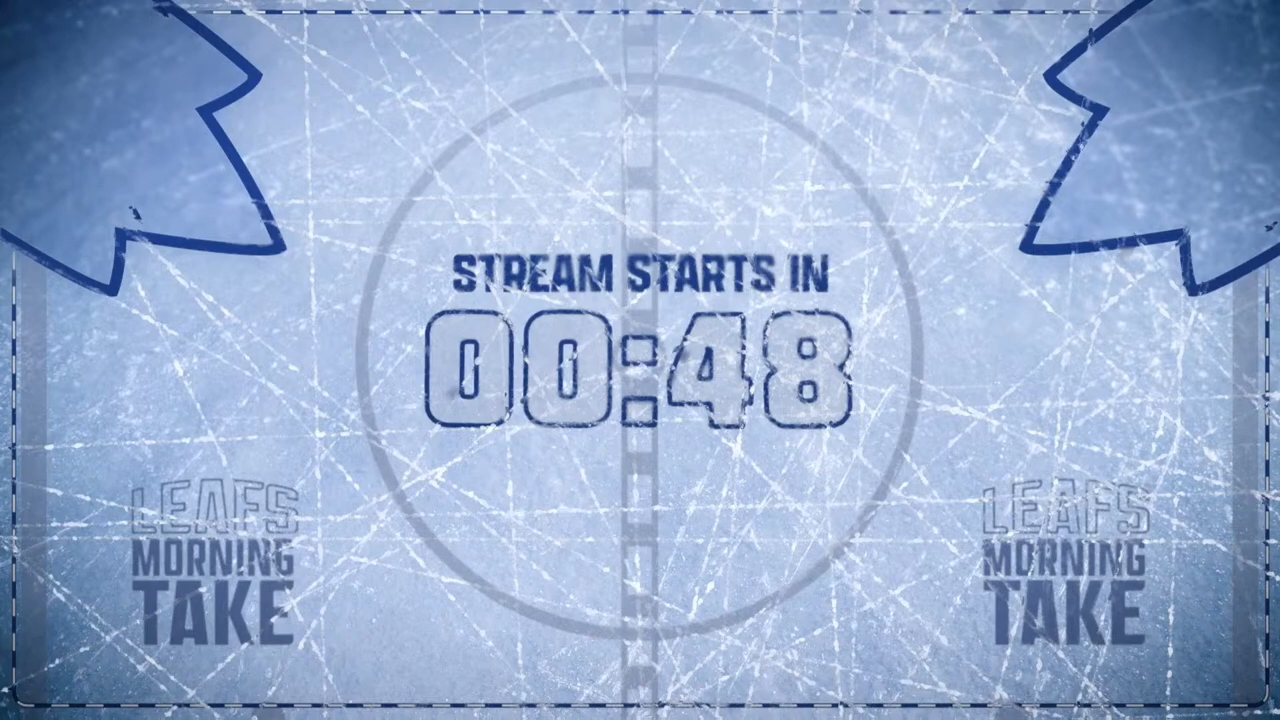 STREAM STARTS IN
00:48
LEAFS
MORNING
TAKE
LEAFS
MORNING
TAKE